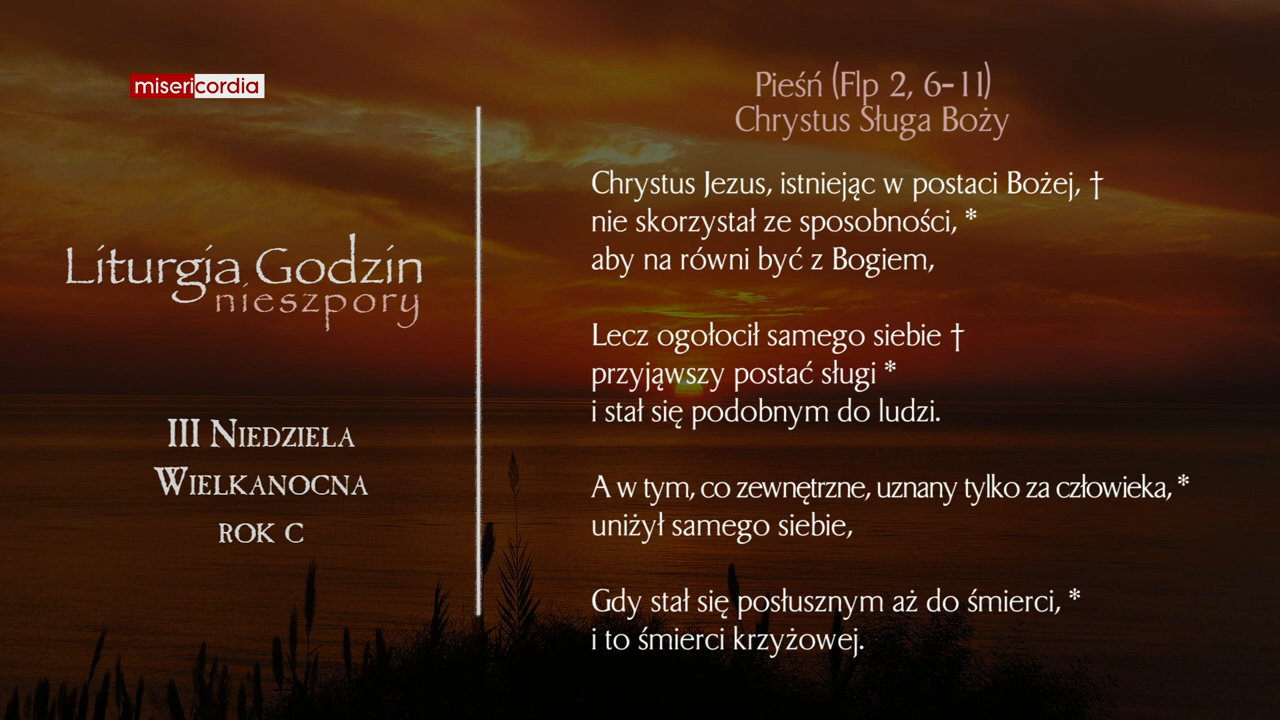 misericordia
Liturgia Godzin
nieszpory
III Niedziela
Wielkanocna
rok C
Pieśń (Flp 2, 6-11)
Chrystus Sługa Boży
Chrystus Jezus, istniejąc w postaci Bożej, †
nie skorzystał ze sposobności, *
aby na równi być z Bogiem,
Lecz ogołocił samego siebie †
przyjąwszy postać sługi *
i stał się podobnym do ludzi.
A w tym, co zewnętrzne, uznany tylko za człowieka, *
uniżył samego siebie,
Gdy stał się posłusznym aż do śmierci, *
i to śmierci krzyżowej.